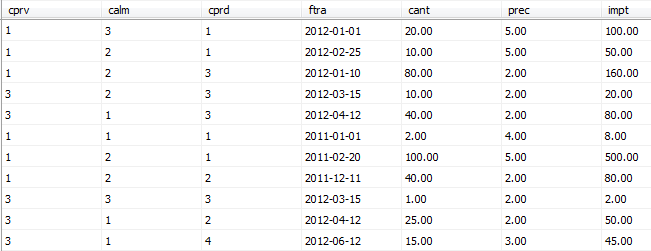 cprv calm cprd ftra cant prec impt
1 3 1 2012-01-01 20.00 5.00 100.00
1 2 1 2012-02-25 10.00 5.00 50.00
1 2 3 2012-01-10 80.00 2.00 160.00
3 2 3 2012-03-15 10.00 2.00 20.00
3 1 3 2012-04-12 40.00 2.00 80.00
1 1 1 2011-01-01 2.00 4.00 8.00
1 2 1 2011-02-20 100.00 5.00 500.00
1 2 2 2011-12-11 40.00 2.00 80.00
3 3 3 2012-03-15 1.00 2.00 2.00
3 1 2 2012-04-12 25.00 2.00 50.00
3 1 4 2012-06-12 15.00 3.00 45.00